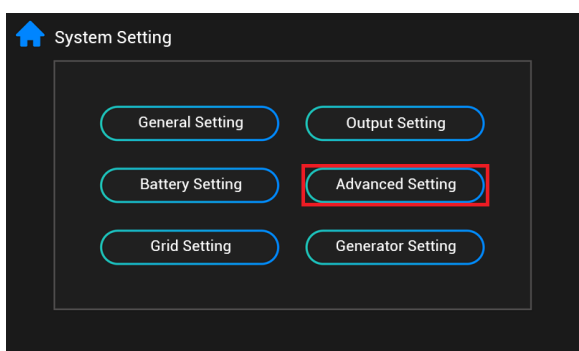 System Setting
General Setting
Output Setting
Battery Setting
Advanced Setting
Grid Setting
Generator Setting